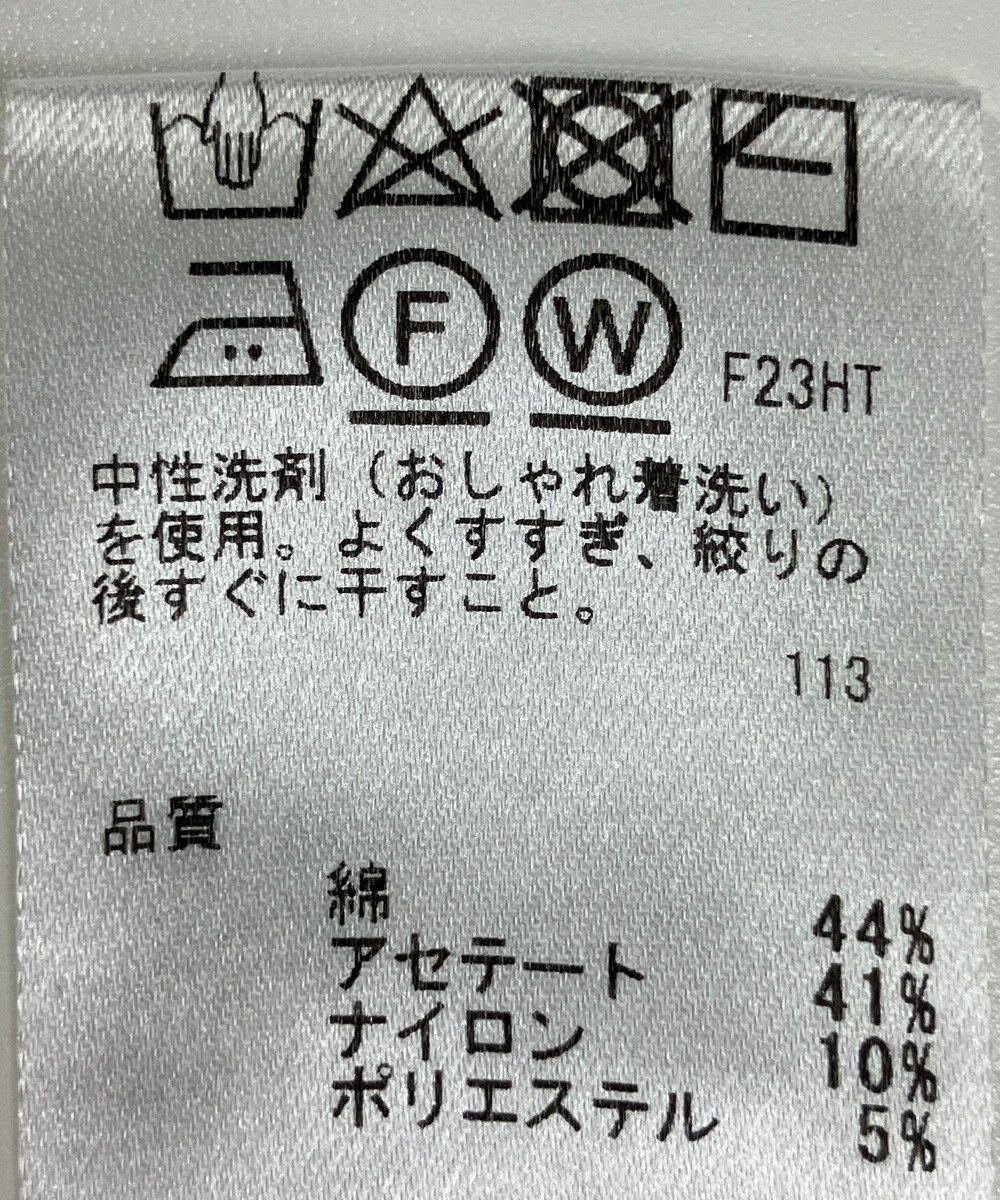 F W F23HT
中性洗剤（おしゃれ着洗い）
を使用。よくすすぎ、絞りの
後すぐに干すこと。
113
品質
綿 44%
アセテート 41%
ナイロン 10%
ポリエステル 5%